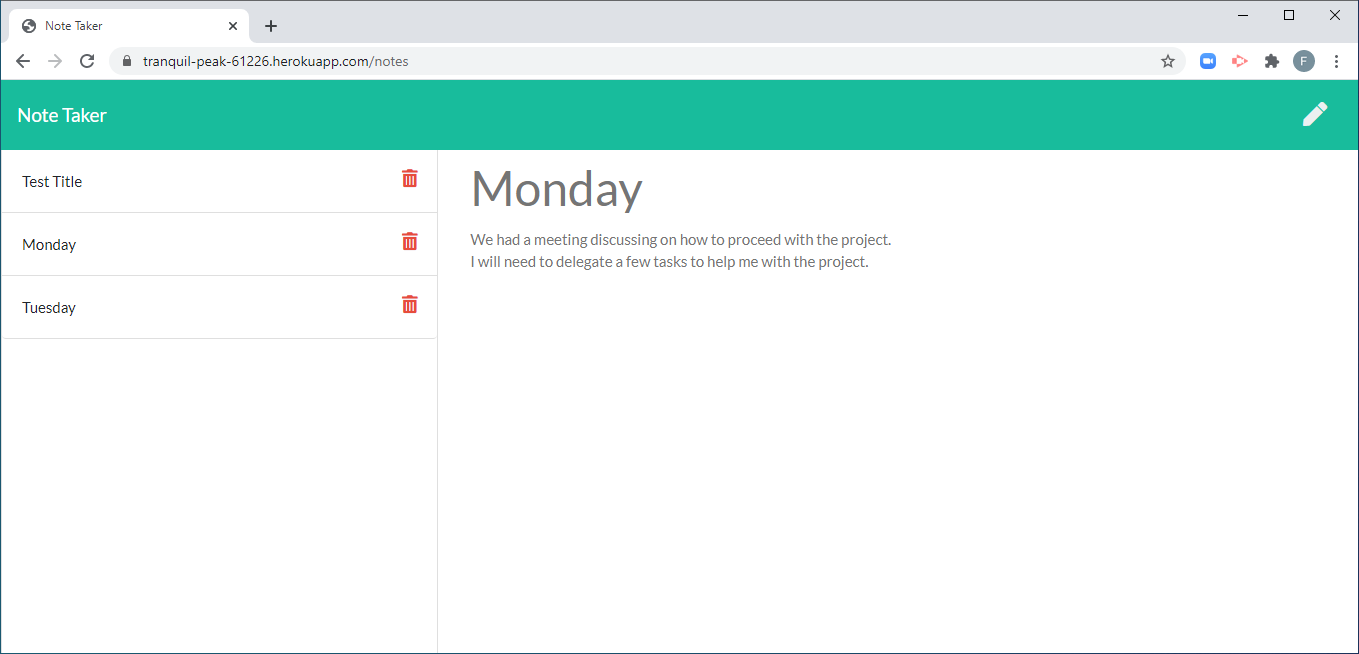 Note Taker
tranquil-peak-61226.herokuapp.com/notes
F
Note Taker
Test Title
Monday
Tuesday
Monday
We had a meeting discussing on how to proceed with the project.
I will need to delegate a few tasks to help me with the project.